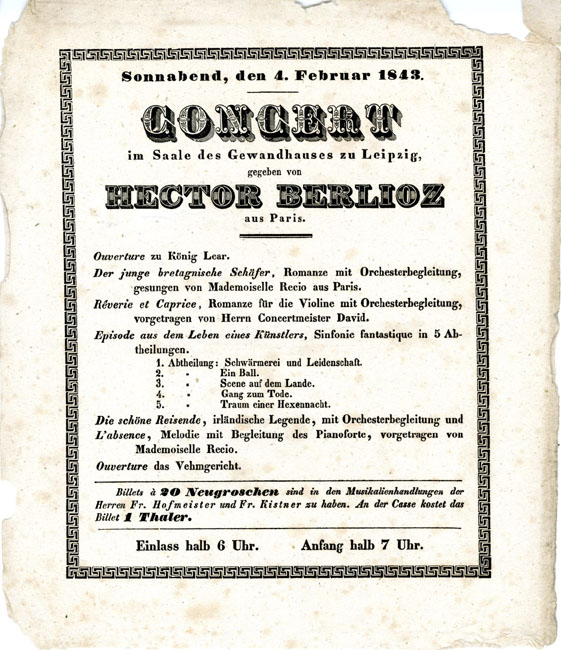 Sonnabend, den 4. Februar 1843.
CONCERT
im Saale des Gewandhauses zu Leipzig,
gegeben von
HECTOR BERLIOZ
aus Paris.
Ouverture zu König Lear.
Der junge bretagnische Schäfer, Romanze mit Orchesterbegleitung,
gesungen von Mademoiselle Recio aus Paris.
Rêverie et Caprice, Romanze für die Violine mit Orchesterbegleitung,
vorgetragen von Herrn Concertmeister David.
Episode aus dem Leben eines Künstlers, Sinfonie fantastique in 5 Ab-
theilungen.
1. Abtheilung: Schwärmerei und Leidenschaft.
2. " Ein Ball.
3. " Scene auf dem Lande.
4. " Gang zum Tode.
5. " Traum einer Hexennacht.
Die schöne Reisende, irländische Legende, mit Orchesterbegleitung und
L'absence, Melodie mit Begleitung des Pianoforte, vorgetragen von
Mademoiselle Recio.
Ouverture das Vehmgericht.
Billets à 20 Neugroschen sind in den Musikalienhandlungen der
Herren Fr. Hofmeister und Fr. Kistner zu haben. An der Casse kostet das
Billet 1 Thaler.
Einlass halb 6 Uhr. Anfang halb 7 Uhr.